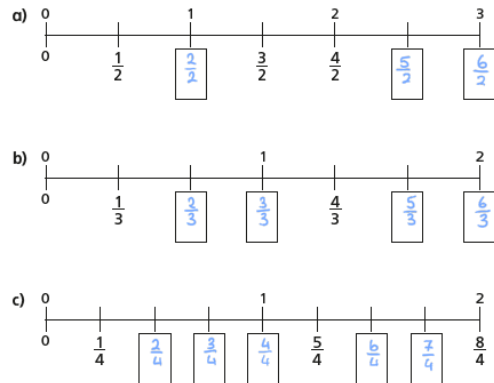 a) 0 1 2 3
0 1/2 2/2 3/2 4/2 5/2 6/2
b) 0 1 2
0 1/3 2/3 3/3 4/3 5/3 6/3
c) 0 1 2
0 1/4 2/4 3/4 4/4 5/4 6/4 7/4 8/4